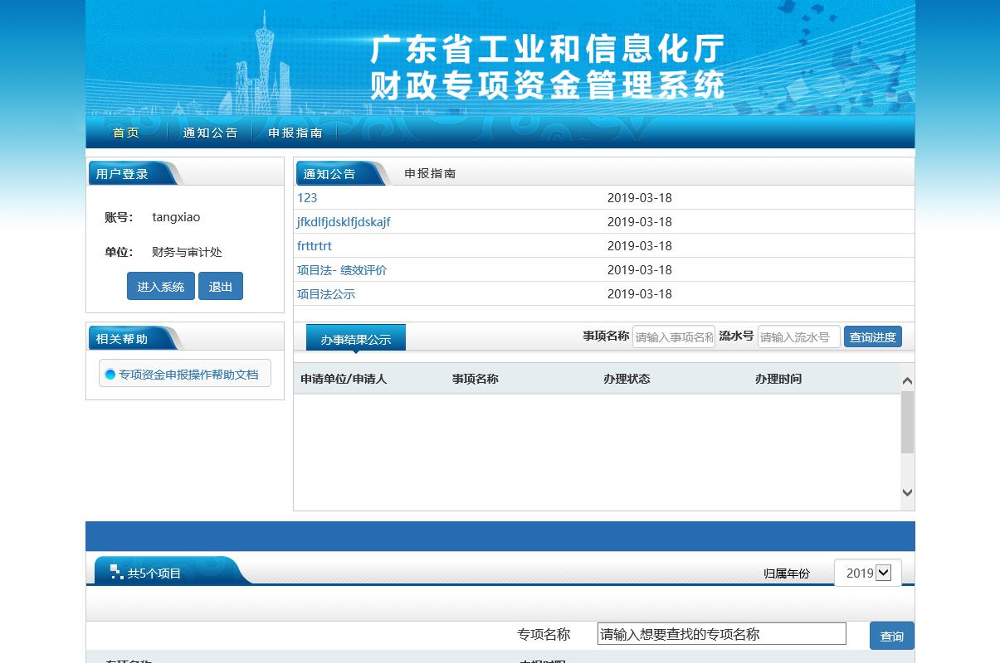 广东省工业和信息化厅
财政专项资金管理系统
首页 通知公告 申报指南
用户登录
账号： tangxiao
单位： 财务与审计处
进入系统 退出
相关帮助
专项资金申报操作帮助文档
通知公告 申报指南
123 2019-03-18
jfkdlfjdsklfjdskajf 2019-03-18
frttrtrt 2019-03-18
项目法- 绩效评价 2019-03-18
项目法公示 2019-03-18
办事结果公示 事项名称 请输入事项名称 流水号 请输入流水号 查询进度
申请单位/申请人 事项名称 办理状态 办理时间
共5个项目 归属年份 2019
专项名称 请输入想要查找的专项名称 查询